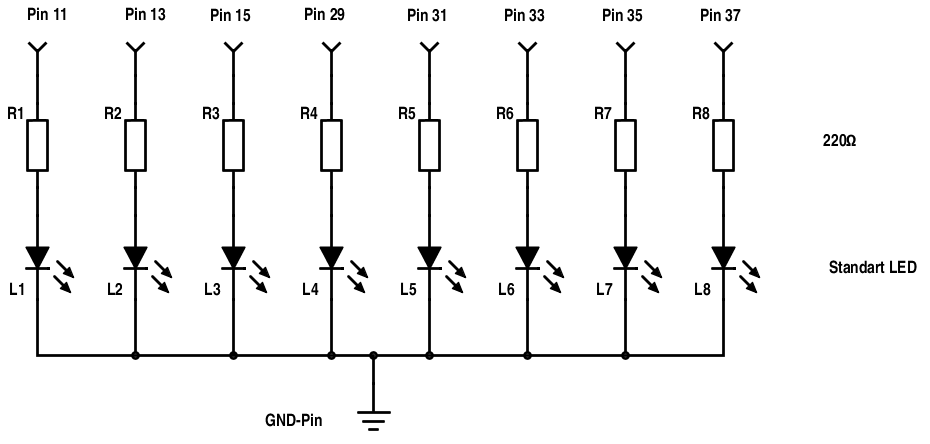 Pin 11 Pin 13 Pin 15 Pin 29 Pin 31 Pin 33 Pin 35 Pin 37
R1 R2 R3 R4 R5 R6 R7 R8
220Ω
Standart LED
L1 L2 L3 L4 L5 L6 L7 L8
GND-Pin